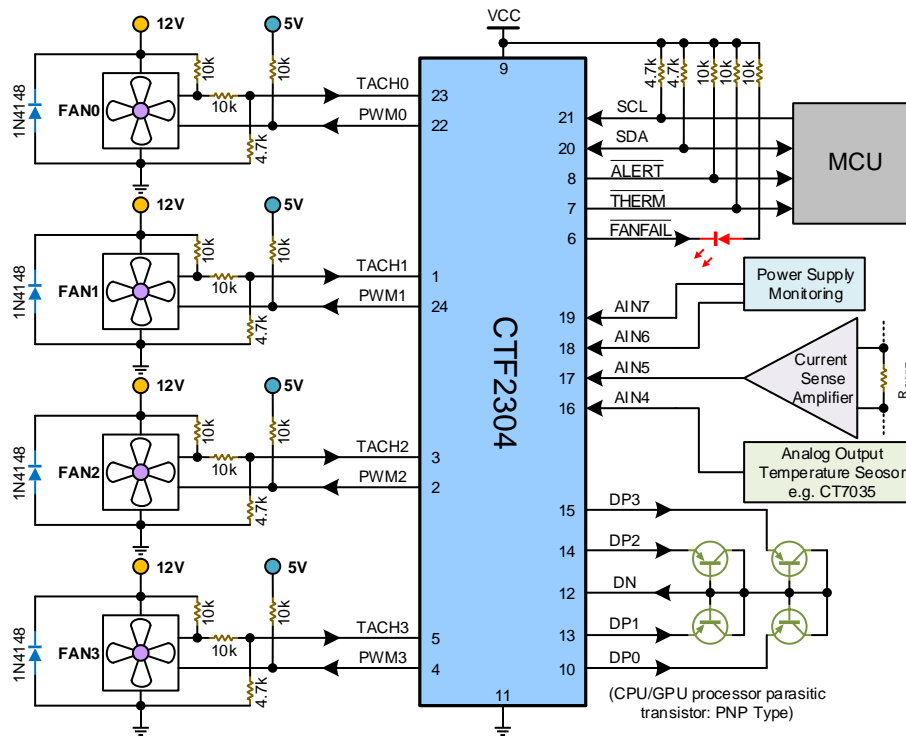 12V
5V
10k
10k
10k
4.7k
1N4148
FAN0
TACH0
PWM0
23
22
12V
5V
10k
10k
10k
4.7k
1N4148
FAN1
TACH1
PWM1
1
24
12V
5V
10k
10k
10k
4.7k
1N4148
FAN2
TACH2
PWM2
3
2
12V
5V
10k
10k
10k
4.7k
1N4148
FAN3
TACH3
PWM3
5
4
CTF2304
VCC
9
11
4.7k
4.7k
10k
10k
10k
21
SCL
20
SDA
8
ALERT
7
THERM
6
FANFAIL
MCU
19
AIN7
18
AIN6
17
AIN5
16
AIN4
Power Supply
Monitoring
Current
Sense
Amplifier
Analog Output
Temperature Seosor
e.g. CT7035
15
DP3
14
DP2
12
DN
13
DP1
10
DP0
(CPU/GPU processor parasitic
transistor: PNP Type)